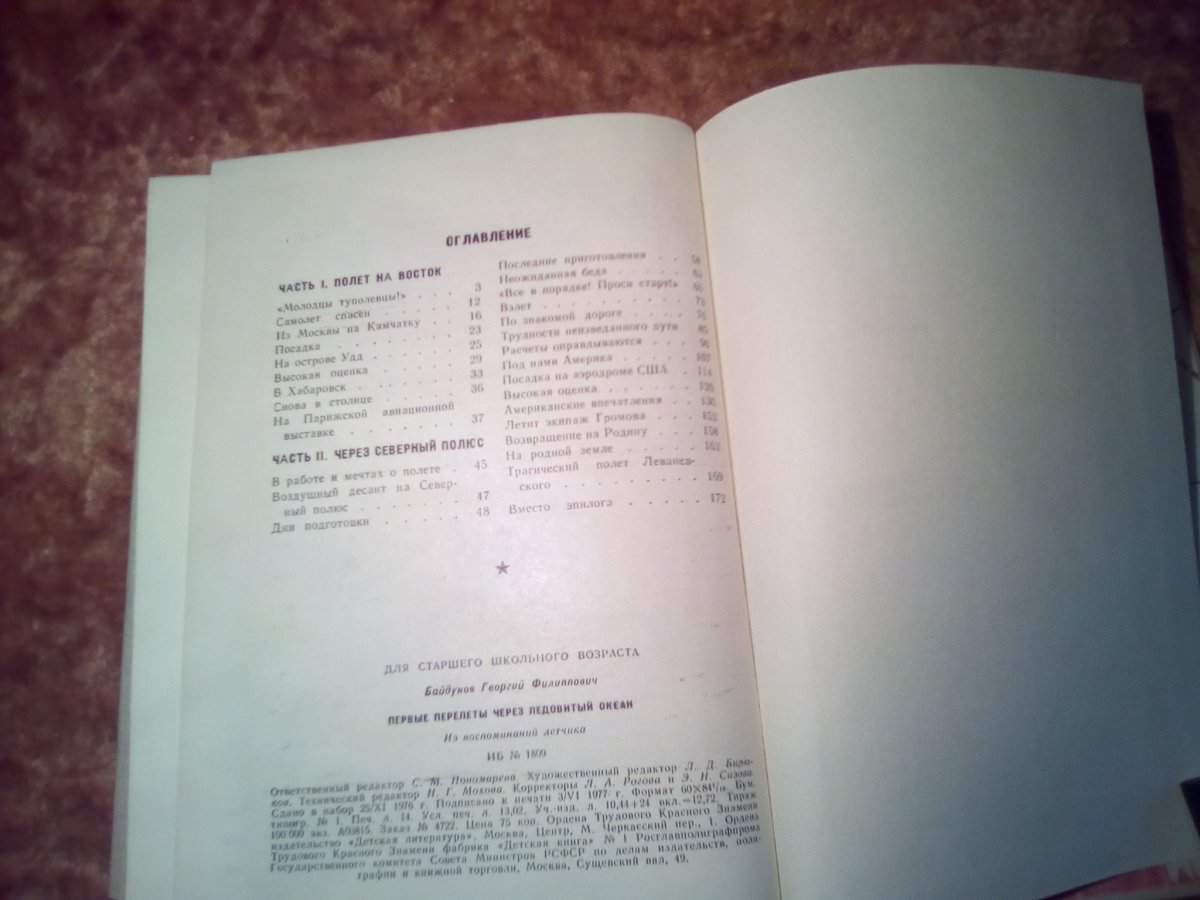 ОГЛАВЛЕНИЕ
ЧАСТЬ I. ПОЛЕТ НА ВОСТОК
«Молодцы туполевцы!» . . . 3
Самолет спасен . . . . . 12
Из Москвы на Камчатку . . 16
Посадка . . . . . . . 23
На острове Удд . . . . . 25
Высокая оценка . . . . . 29
В Хабаровск . . . . . . 33
Снова в столице . . . . . 36
На Парижской авиационной
выставке . . . . . . 37
ЧАСТЬ II. ЧЕРЕЗ СЕВЕРНЫЙ ПОЛЮС
В работе и мечтах о полете . 45
Воздушный десант на Север-
ный полюс . . . . . . 47
Дни подготовки . . . . . 48
Последние приготовления . .
Неожиданная беда . . . .
«Все в порядке! Проси старт!»
Взлет . . . . . . . .
По знакомой дороге . . . .
Трудности неизведанного пути
Расчеты оправдываются . . .
Под нами Америка . . . .
Посадка на аэродроме США .
Высокая оценка . . . . .
Американские впечатления . .
Летит экипаж Громова . . . 152
Возвращение на Родину . . . 158
На родной земле . . . . .
Трагический полет Леванев-
ского . . . . . . . . 169
Вместо эпилога . . . . . 172
★
ДЛЯ СТАРШЕГО ШКОЛЬНОГО ВОЗРАСТА
Байдуков Георгий Филиппович
ПЕРВЫЕ ПЕРЕЛЕТЫ ЧЕРЕЗ ЛЕДОВИТЫЙ ОКЕАН
Из воспоминаний летчика
ИБ № 1809
Ответственный редактор С. М. Пономарева. Художественный редактор Л. Д. Бирю-
ков. Технический редактор Н. Г. Мохова. Корректоры Л. А. Рогова и Э. Н. Сизова.
Сдано в набор 25/XI 1976 г. Подписано к печати 3/VI 1977 г. Формат 60×84¹/₁₆. Бум.
типогр. № 1. Печ. л. 14. Усл. печ. л. 13,02. Уч.-изд. л. 10,44+24 вкл.=12,72. Тираж
100 000 экз. А03815. Заказ № 4722. Цена 75 коп. Ордена Трудового Красного Знамени
издательство «Детская литература», Москва, Центр, М. Черкасский пер., 1. Ордена
Трудового Красного Знамени фабрика «Детская книга» № 1 Росглавполиграфпрома
Государственного комитета Совета Министров РСФСР по делам издательств, поли-
графии и книжной торговли, Москва, Сущевский вал, 49.